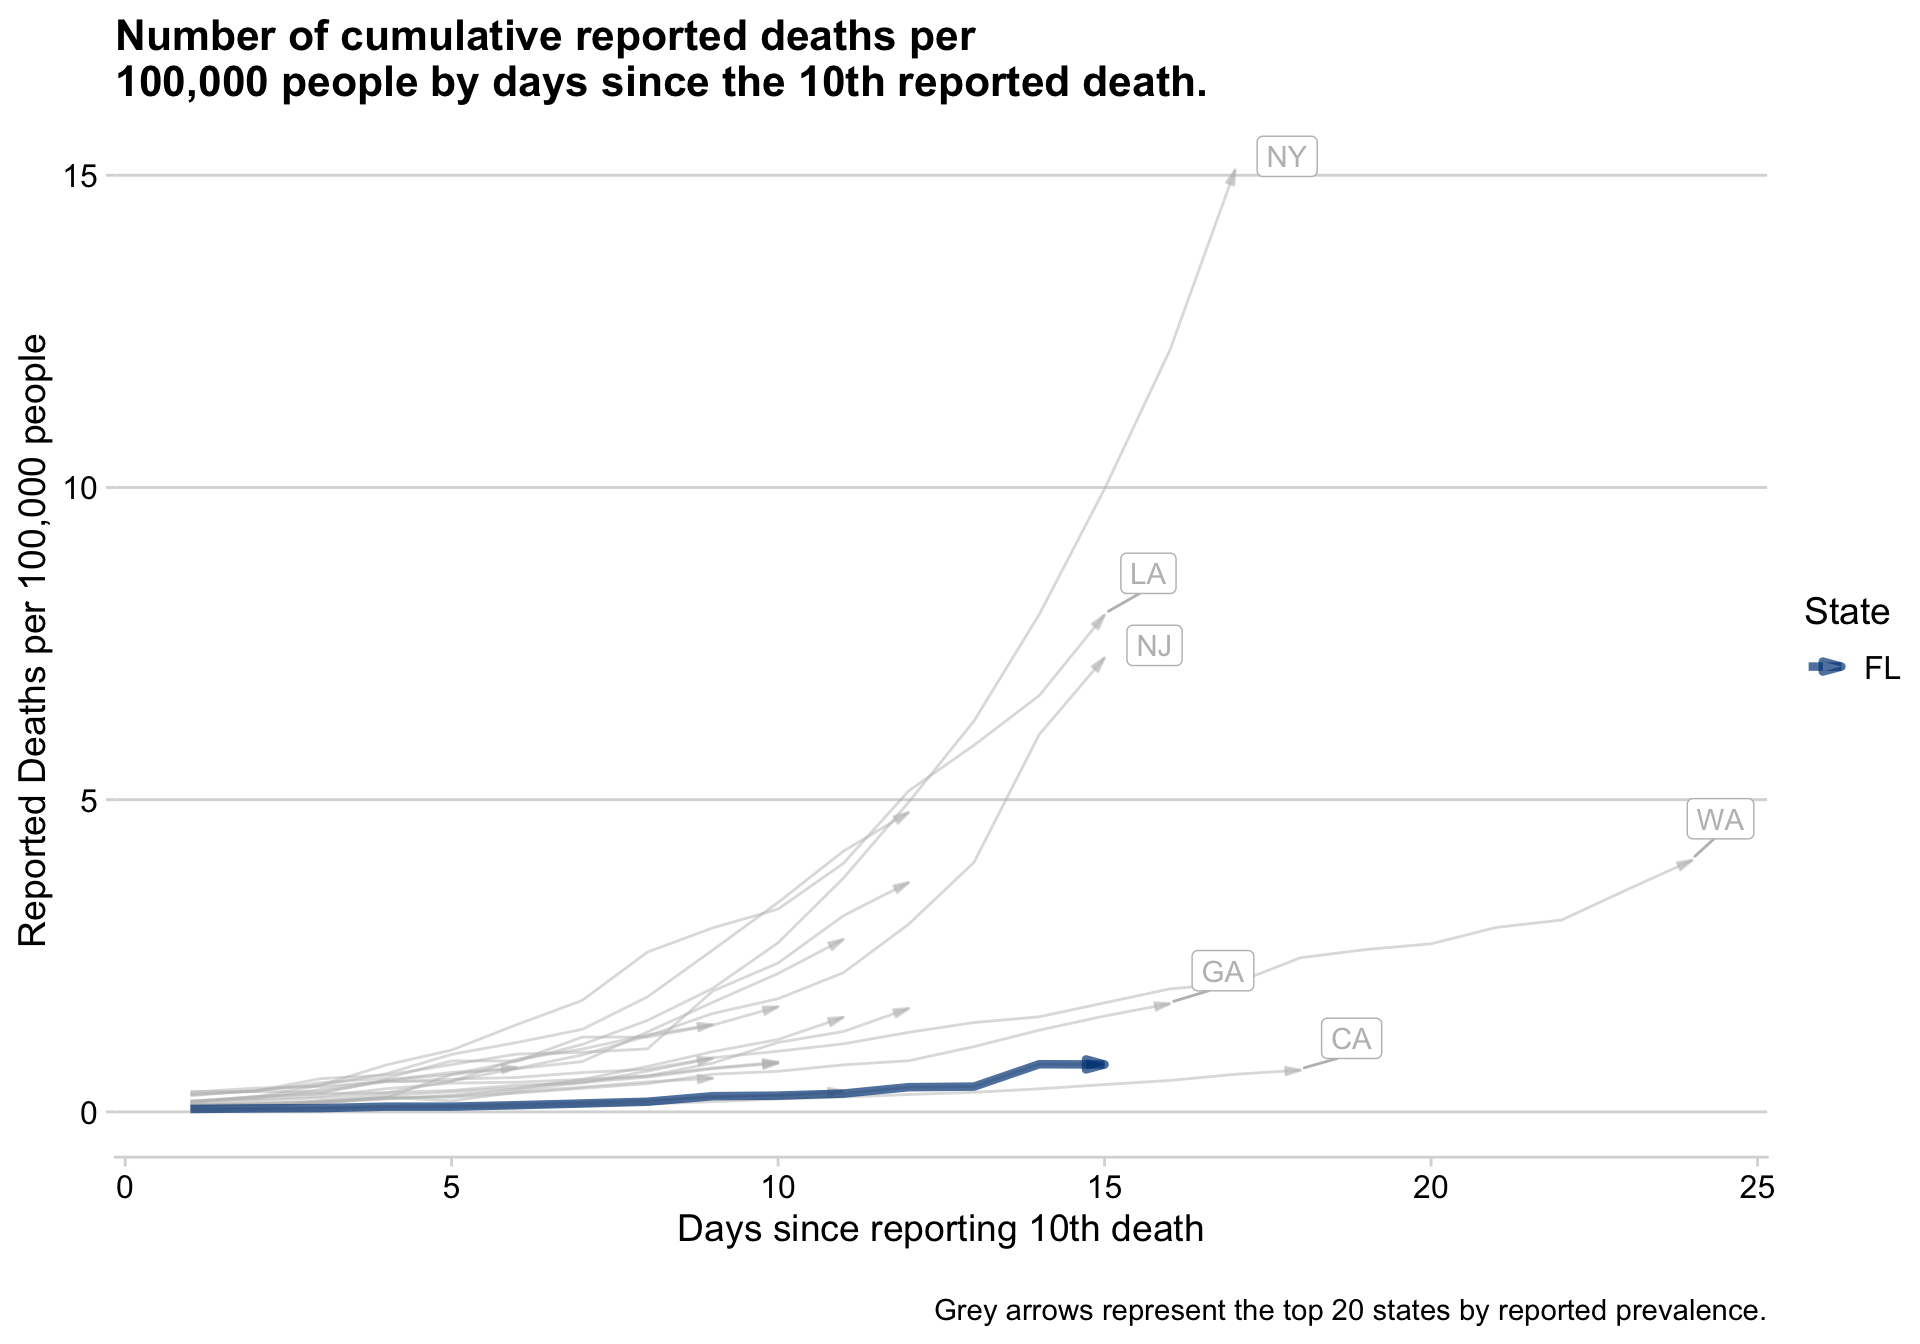 Number of cumulative reported deaths per
100,000 people by days since the 10th reported death.
Reported Deaths per 100,000 people
15
10
5
0
NY
LA
NJ
WA
GA
CA
State
FL
0 5 10 15 20 25
Days since reporting 10th death
Grey arrows represent the top 20 states by reported prevalence.